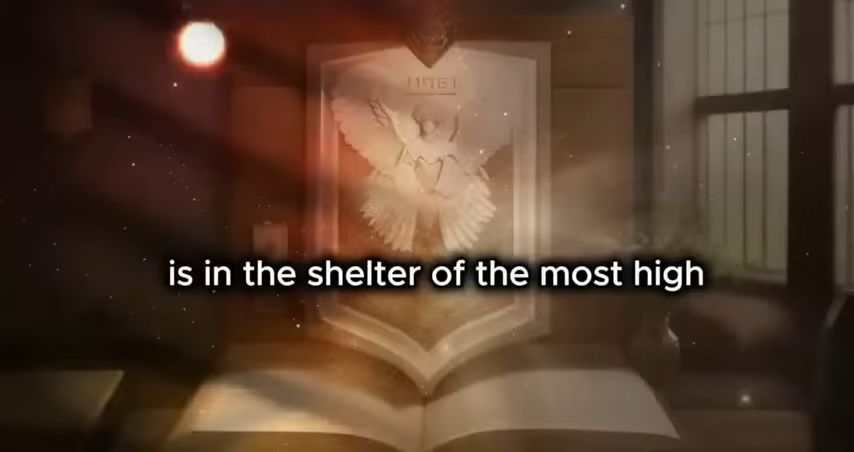 is in the shelter of the most high